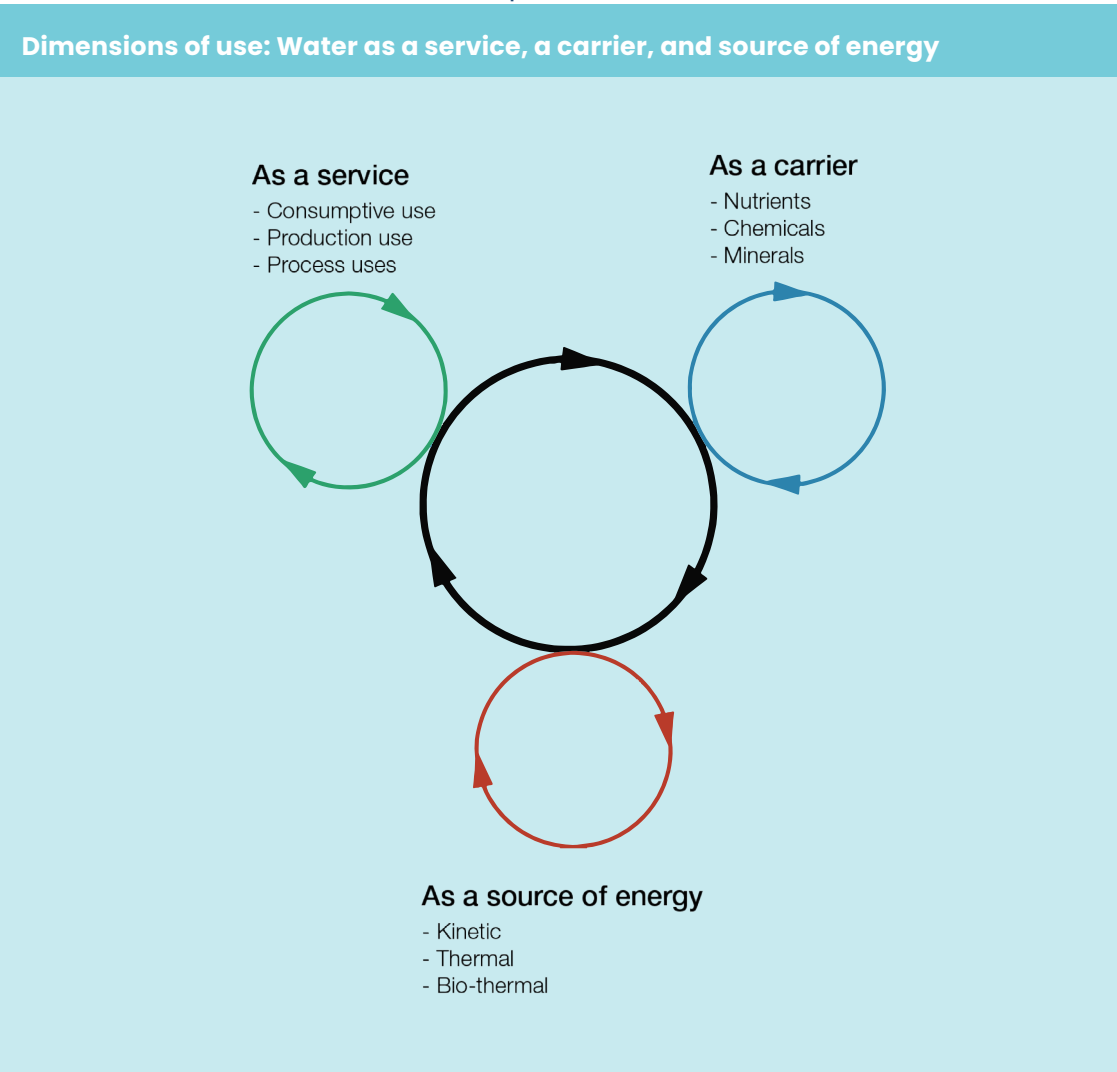 Dimensions of use: Water as a service, a carrier, and source of energy
As a service
- Consumptive use
- Production use
- Process uses
As a carrier
- Nutrients
- Chemicals
- Minerals
As a source of energy
- Kinetic
- Thermal
- Bio-thermal